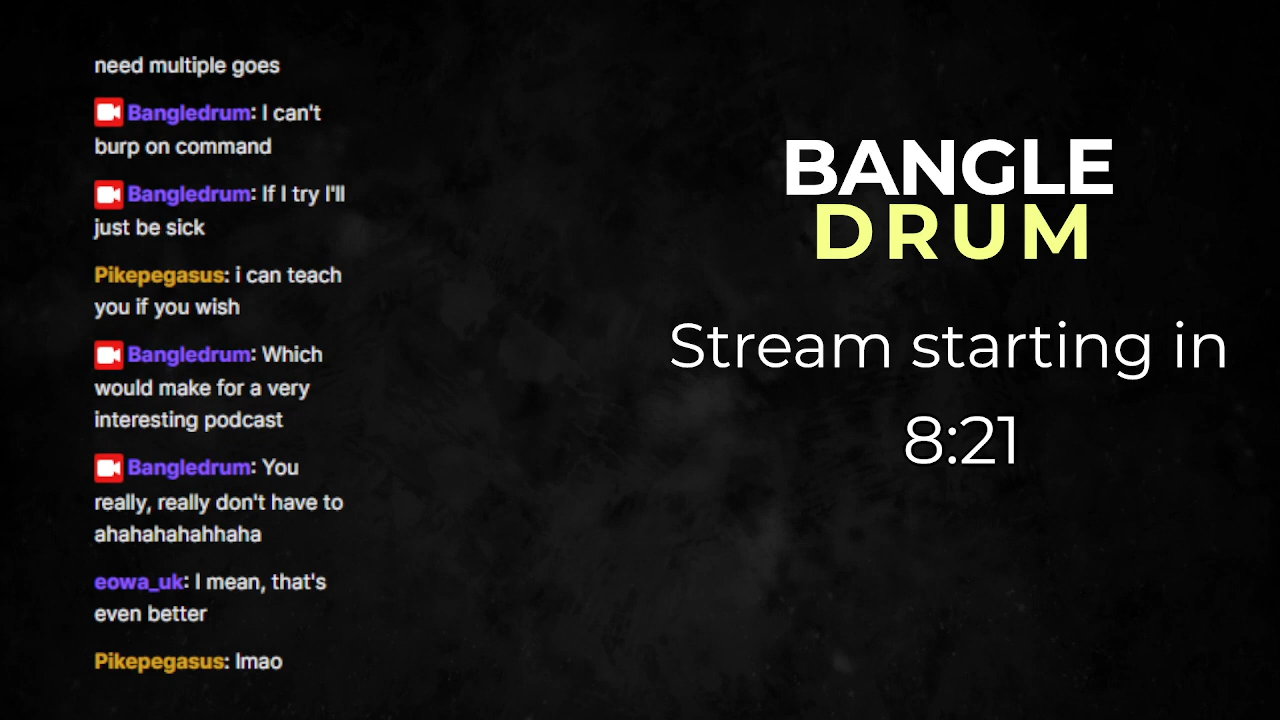 need multiple goes
Bangledrum: I can't
burp on command
Bangledrum: If I try I'll
just be sick
Pikepegasus: i can teach
you if you wish
Bangledrum: Which
would make for a very
interesting podcast
Bangledrum: You
really, really don't have to
ahahahahahhaha
eowa_uk: I mean, that's
even better
Pikepegasus: lmao
BANGLE
DRUM
Stream starting in
8:21